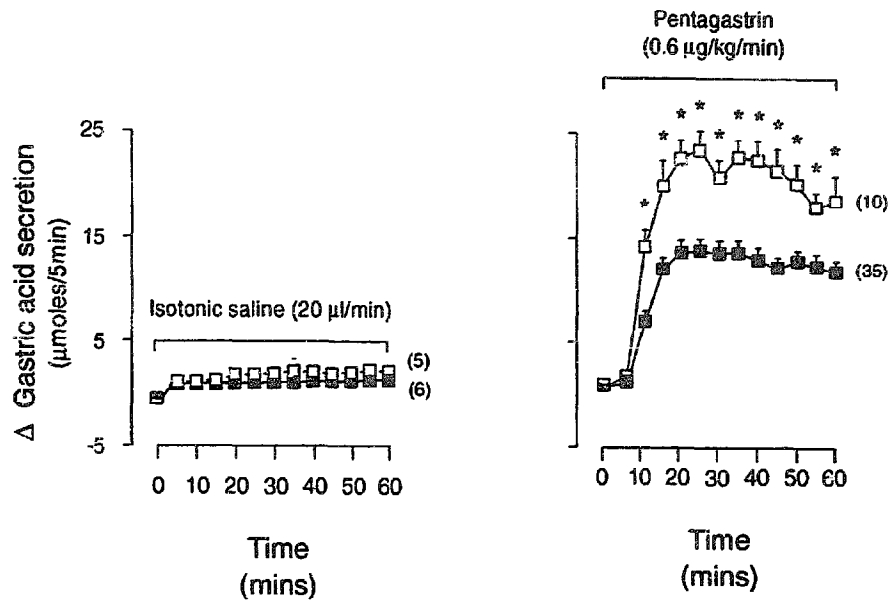 Pentagastrin
(0.6 µg/kg/min)
25
15
5
-5
Δ Gastric acid secretion
(µmoles/5min)
Isotonic saline (20 µl/min)
(5)
(6)
* * * * * * * * * * *
(10)
(35)
0 10 20 30 40 50 60
0 10 20 30 40 50 60
Time
(mins)
Time
(mins)